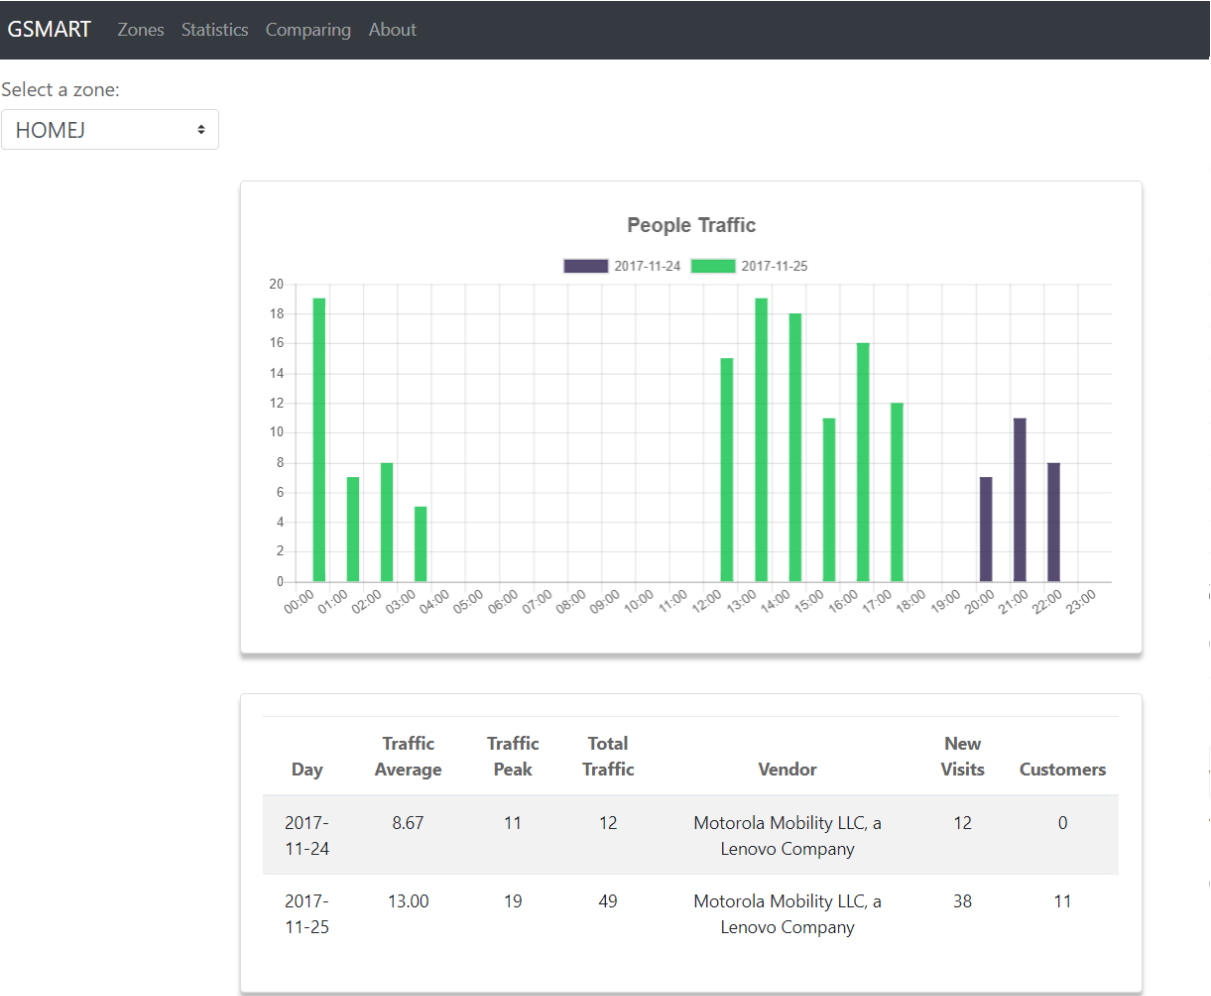 GSMART Zones Statistics Comparing About
Select a zone:
HOMEJ
People Traffic
2017-11-24 2017-11-25
20
18
16
14
12
10
8
6
4
2
0
00:00 01:00 02:00 03:00 04:00 05:00 06:00 07:00 08:00 09:00 10:00 11:00 12:00 13:00 14:00 15:00 16:00 17:00 18:00 19:00 20:00 21:00 22:00 23:00
Traffic Traffic Total New
Day Average Peak Traffic Vendor Visits Customers
2017- 8.67 11 12 Motorola Mobility LLC, a 12 0
11-24 Lenovo Company
2017- 13.00 19 49 Motorola Mobility LLC, a 38 11
11-25 Lenovo Company